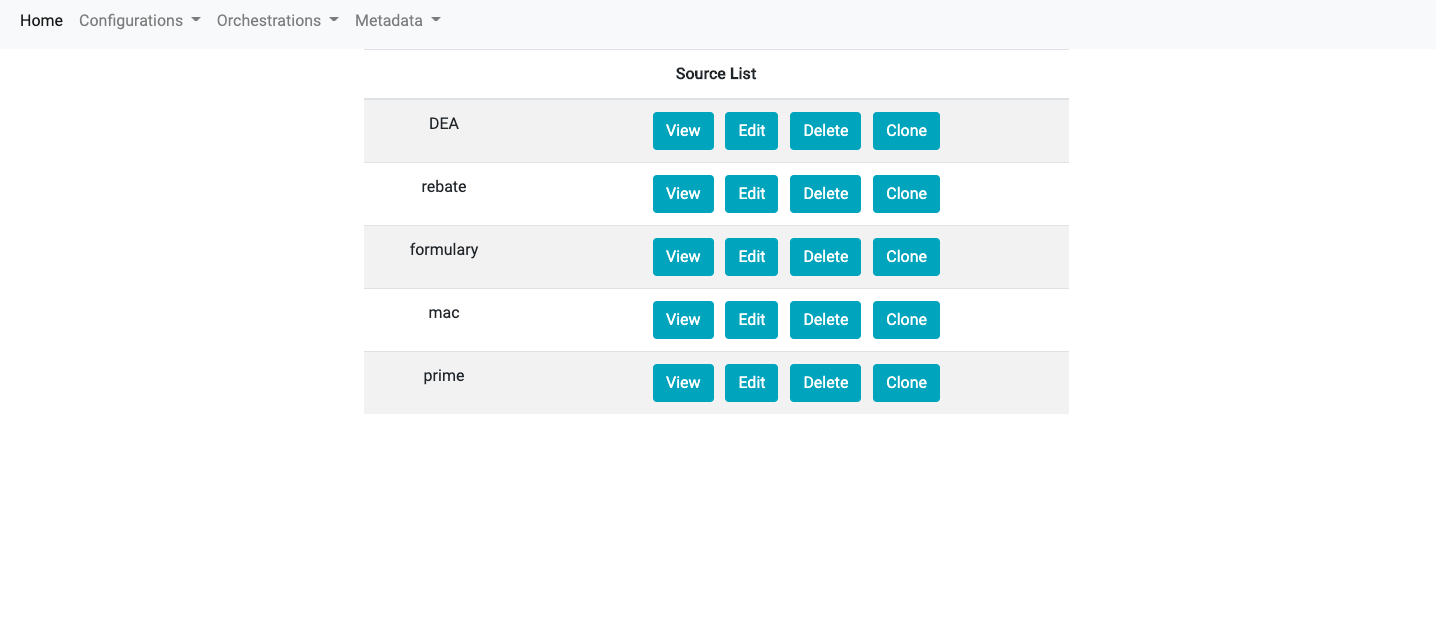 Home Configurations Orchestrations Metadata
Source List
DEA View Edit Delete Clone
rebate View Edit Delete Clone
formulary View Edit Delete Clone
mac View Edit Delete Clone
prime View Edit Delete Clone